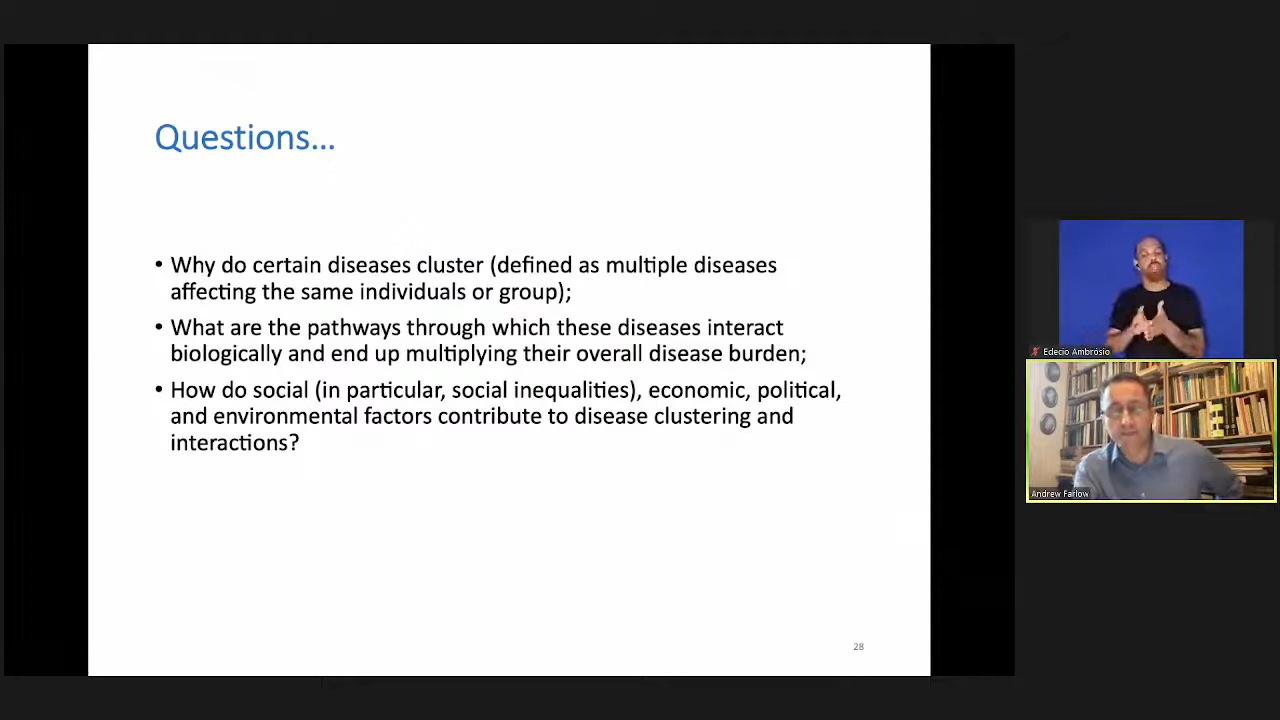 Questions...
• Why do certain diseases cluster (defined as multiple diseases
affecting the same individuals or group);
• What are the pathways through which these diseases interact
biologically and end up multiplying their overall disease burden;
• How do social (in particular, social inequalities), economic, political,
and environmental factors contribute to disease clustering and
interactions?
28
Edecio Ambrósio
Andrew Farlow